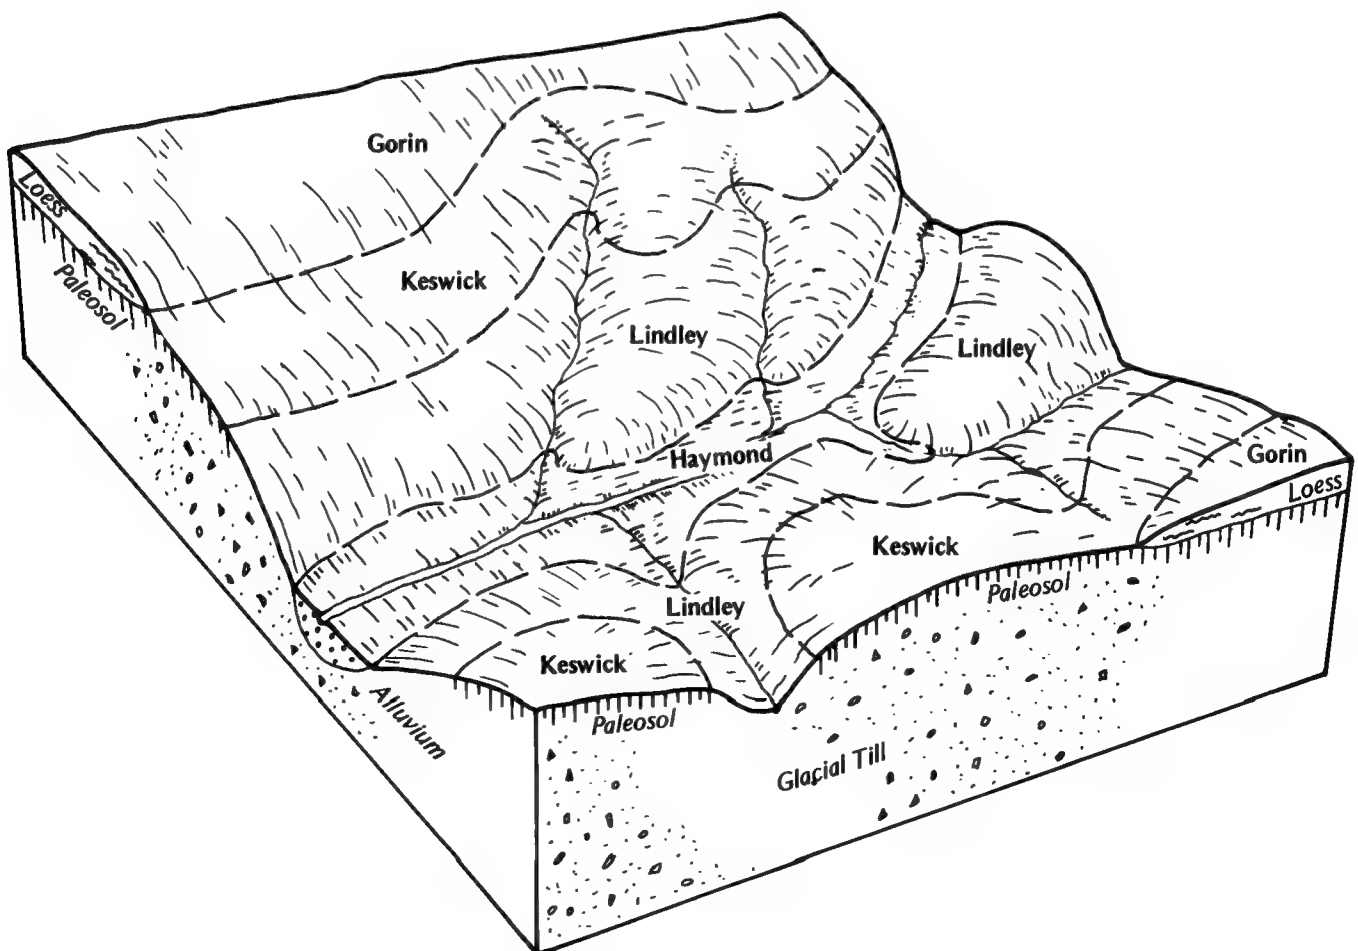 Gorin
Loess
Paleosol
Keswick
Lindley
Lindley
Haymond
Gorin
Loess
Keswick
Paleosol
Lindley
Keswick
Paleosol
Alluvium
Glacial Till